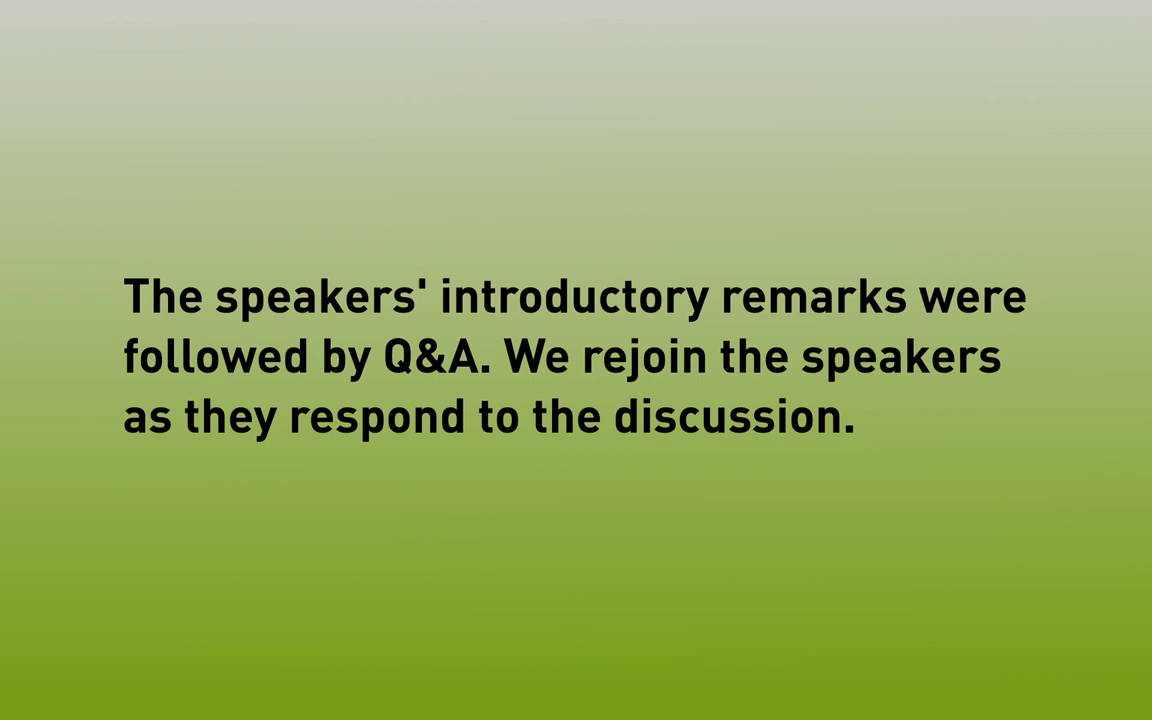 The speakers' introductory remarks were
followed by Q&A. We rejoin the speakers
as they respond to the discussion.